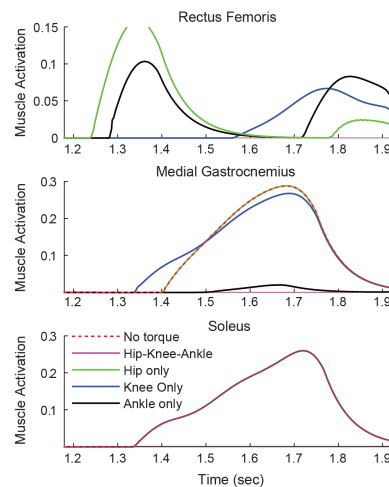 Rectus Femoris
Muscle Activation
0.15
0.1
0.05
0
1.2 1.3 1.4 1.5 1.6 1.7 1.8 1.9
Medial Gastrocnemius
Muscle Activation
0.3
0.2
0.1
1.2 1.3 1.4 1.5 1.6 1.7 1.8 1.9
Soleus
Muscle Activation
0.3
0.2
0.1
No torque
Hip-Knee-Ankle
Hip only
Knee Only
Ankle only
1.2 1.3 1.4 1.5 1.6 1.7 1.8 1.9
Time (sec)